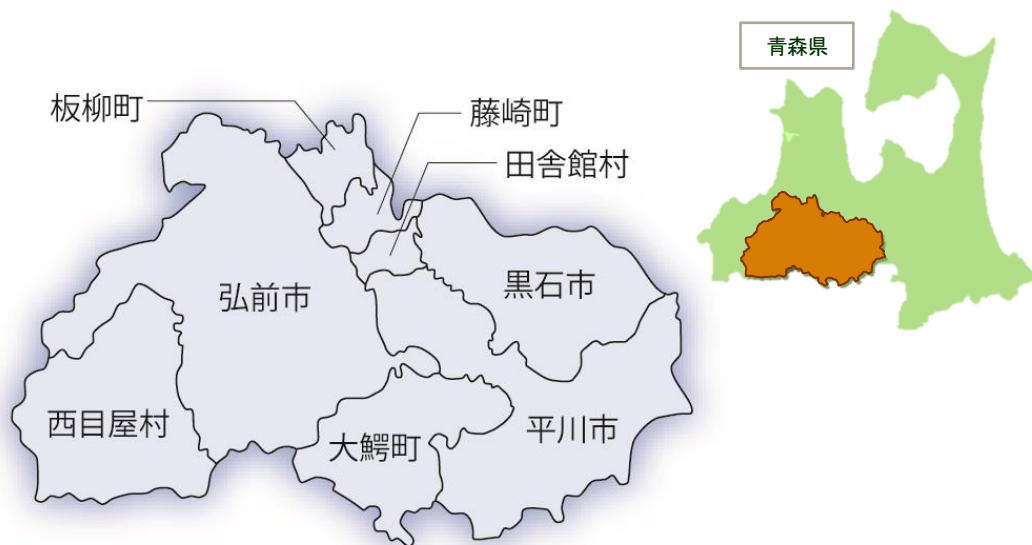 青森県
板柳町
藤崎町
田舎館村
黒石市
弘前市
西目屋村
大鰐町
平川市